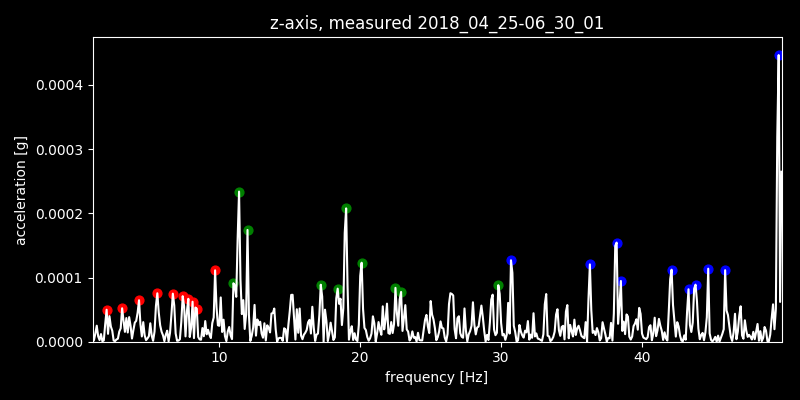 z-axis, measured 2018_04_25-06_30_01
acceleration [g]
0.0004
0.0003
0.0002
0.0001
0.0000
10 20 30 40
frequency [Hz]